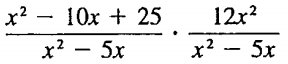 x² − 10x + 25 / x² − 5x · 12x² / x² − 5x